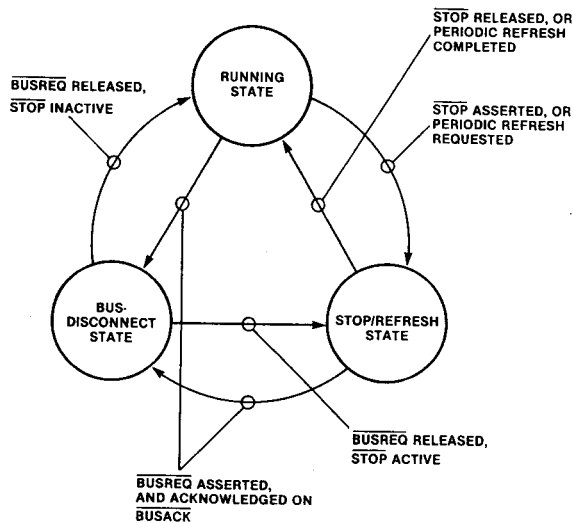 STOP RELEASED, OR
PERIODIC REFRESH
COMPLETED
RUNNING
STATE
BUSREQ RELEASED,
STOP INACTIVE
STOP ASSERTED, OR
PERIODIC REFRESH
REQUESTED
BUS-
DISCONNECT
STATE
STOP/REFRESH
STATE
BUSREQ RELEASED,
STOP ACTIVE
BUSREQ ASSERTED,
AND ACKNOWLEDGED ON
BUSACK